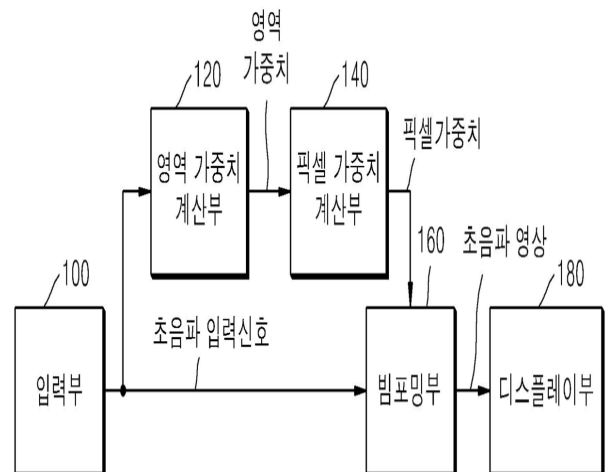 영역
가중치
120
140
영역 가중치
계산부
픽셀 가중치
계산부
픽셀가중치
100
초음파 입력신호
160
초음파 영상
180
입력부
빔포밍부
디스플레이부